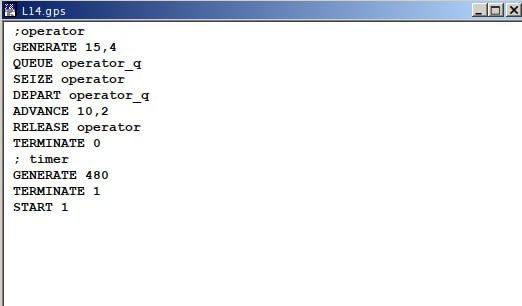 L14.gps
;operator
GENERATE 15,4
QUEUE operator_q
SEIZE operator
DEPART operator_q
ADVANCE 10,2
RELEASE operator
TERMINATE 0
; timer
GENERATE 480
TERMINATE 1
START 1